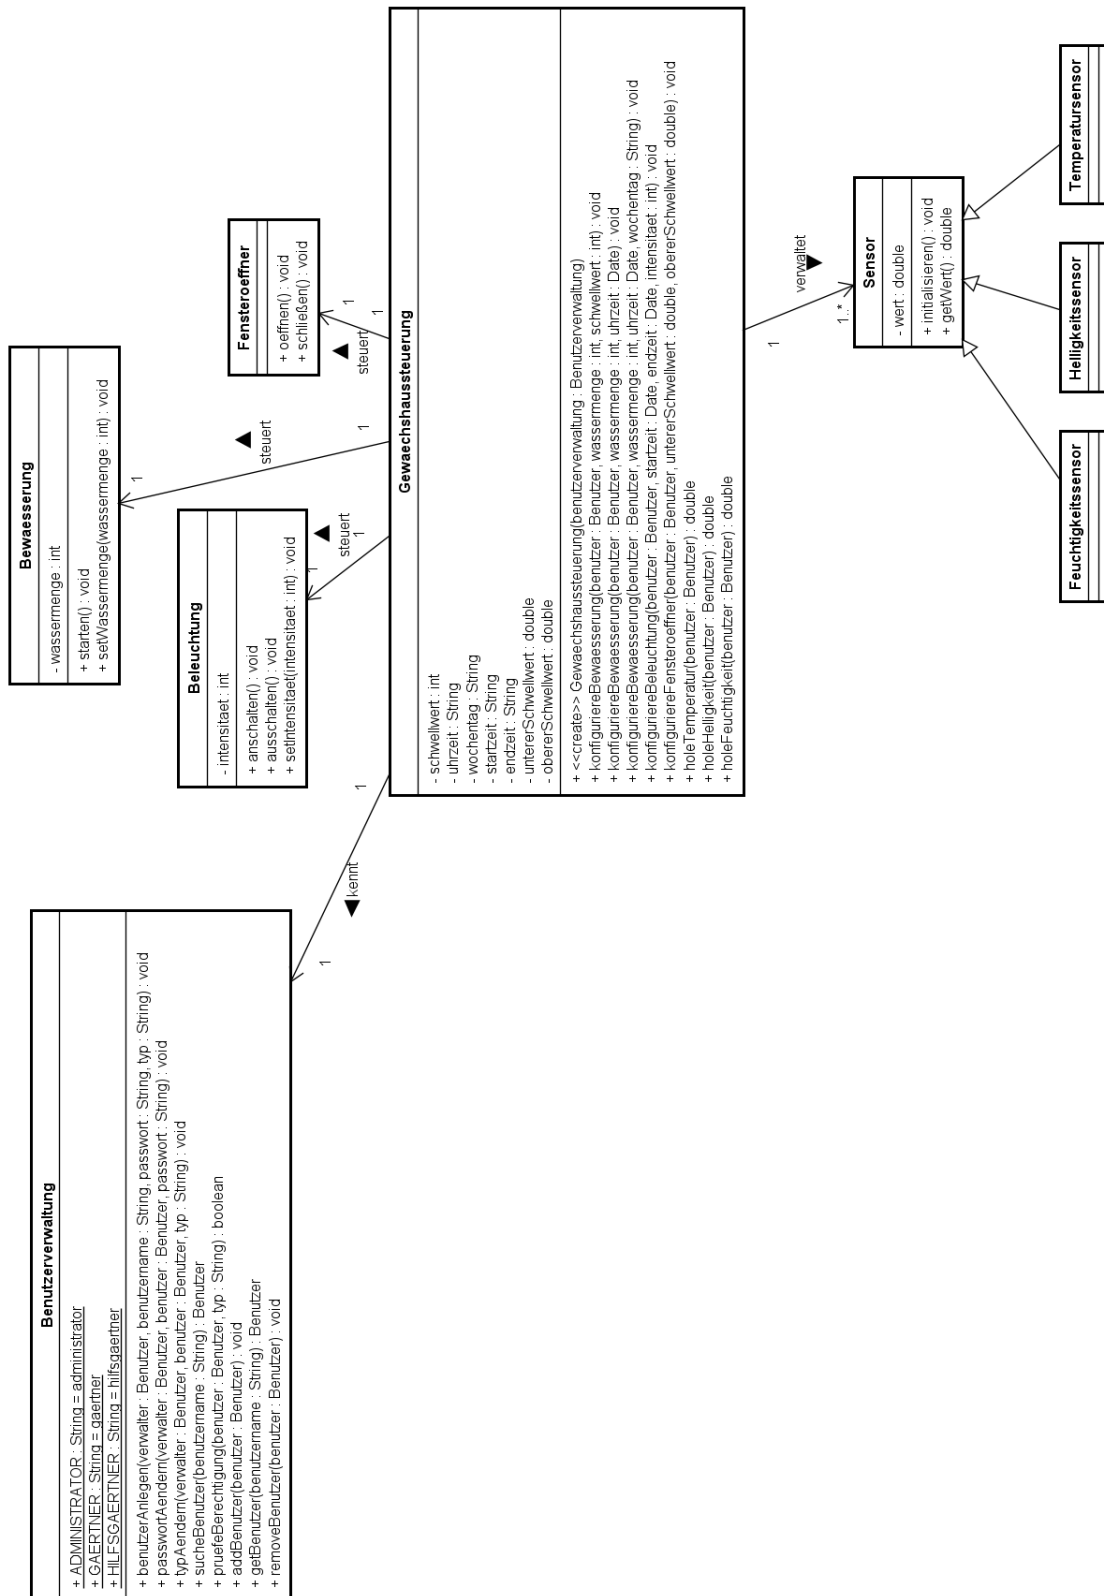 Benutzerverwaltung
+ ADMINISTRATOR : String = administrator
+ GAERTNER : String = gaertner
+ HILFSGAERTNER : String = hilfsgaertner
+ benutzerAnlegen(verwalter : Benutzer, benutzername : String, passwort : String, typ : String) : void
+ passwortAendern(verwalter : Benutzer, benutzer : Benutzer, passwort : String) : void
+ typAendern(verwalter : Benutzer, benutzer : Benutzer, typ : String) : void
+ sucheBenutzer(benutzername : String) : Benutzer
+ pruefeBerechtigung(benutzer : Benutzer, typ : String) : boolean
+ addBenutzer(benutzer : Benutzer) : void
+ getBenutzer(benutzername : String) : Benutzer
+ removeBenutzer(benutzer : Benutzer) : void
1
kennt
1
Bewaesserung
- wassermenge : int
+ starten() : void
+ setWassermenge(wassermenge : int) : void
1
steuert
1
Beleuchtung
- intensitaet : int
+ anschalten() : void
+ ausschalten() : void
+ setIntensitaet(intensitaet : int) : void
1
steuert
1
Fensteroeffner
+ oeffnen() : void
+ schließen() : void
1
steuert
1
Gewaechshaussteuerung
- schwellwert : int
- uhrzeit : String
- wochentag : String
- startzeit : String
- endzeit : String
- untererSchwellwert : double
- obererSchwellwert : double
+ <<create>> Gewaechshaussteuerung(benutzerverwaltung : Benutzerverwaltung)
+ konfiguriereBewaesserung(benutzer : Benutzer, wassermenge : int, schwellwert : int) : void
+ konfiguriereBewaesserung(benutzer : Benutzer, wassermenge : int, uhrzeit : Date) : void
+ konfiguriereBewaesserung(benutzer : Benutzer, wassermenge : int, uhrzeit : Date, wochentag : String) : void
+ konfiguriereBeleuchtung(benutzer : Benutzer, startzeit : Date, endzeit : Date, intensitaet : int) : void
+ konfiguriereFensteroeffner(benutzer : Benutzer, untererSchwellwert : double, obererSchwellwert : double) : void
+ holeTemperatur(benutzer : Benutzer) : double
+ holeHelligkeit(benutzer : Benutzer) : double
+ holeFeuchtigkeit(benutzer : Benutzer) : double
1
verwaltet
1..*
Sensor
- wert : double
+ initialisieren() : void
+ getWert() : double
Feuchtigkeitssensor
Helligkeitssensor
Temperatursensor